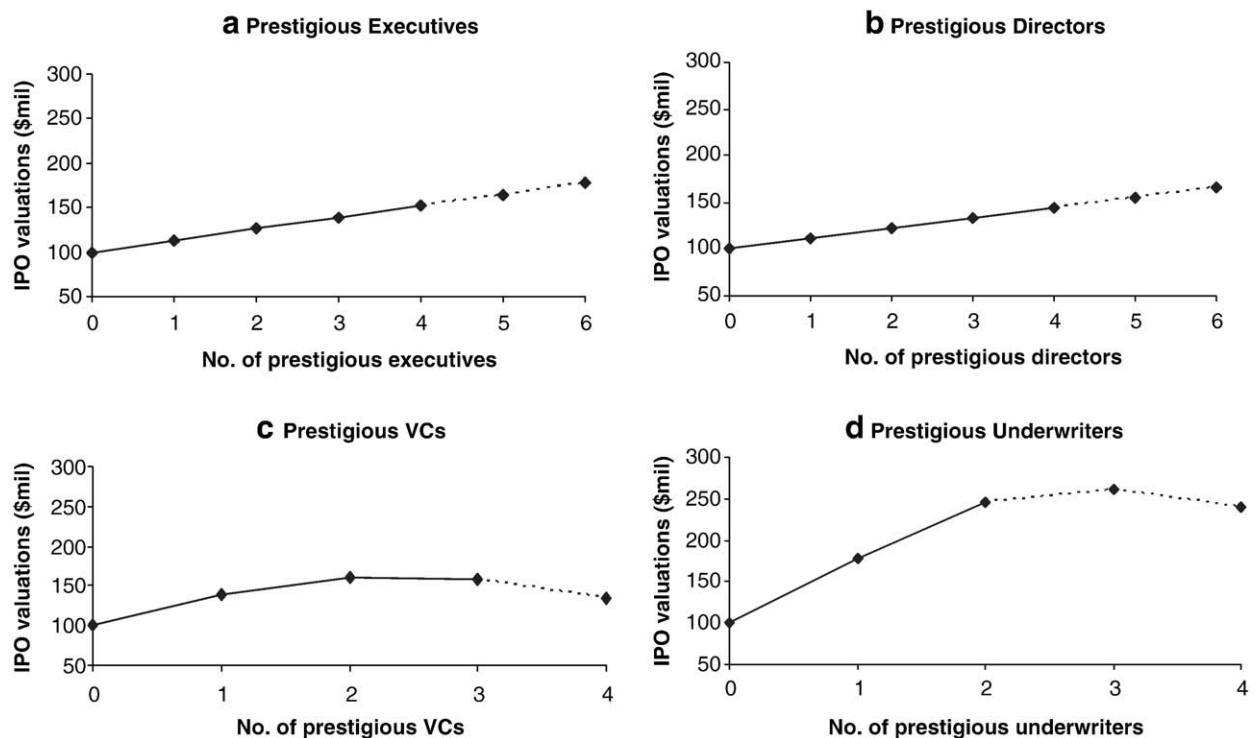 a Prestigious Executives
IPO valuations ($mil)
300
250
200
150
100
50
0 1 2 3 4 5 6
No. of prestigious executives
b Prestigious Directors
IPO valuations ($mil)
300
250
200
150
100
50
0 1 2 3 4 5 6
No. of prestigious directors
c Prestigious VCs
IPO valuations ($mil)
300
250
200
150
100
50
0 1 2 3 4
No. of prestigious VCs
d Prestigious Underwriters
IPO valuations ($mil)
300
250
200
150
100
50
0 1 2 3 4
No. of prestigious underwriters